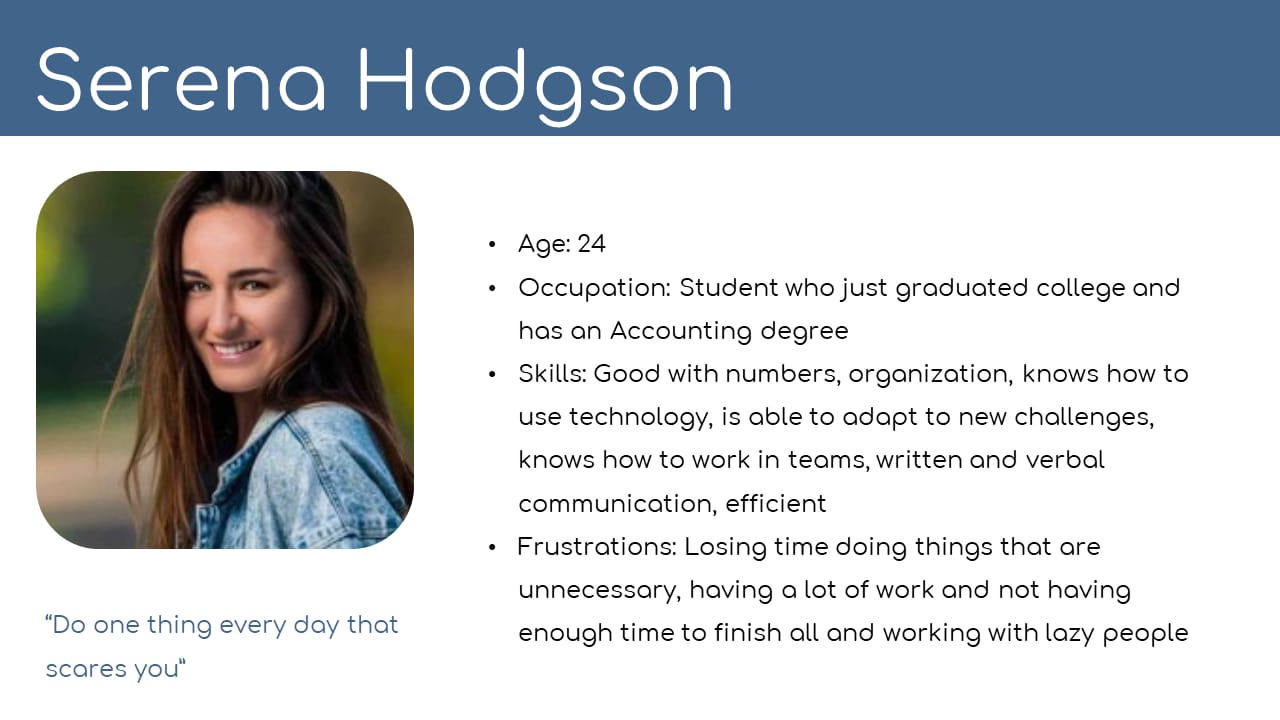 Serena Hodgson
• Age: 24
• Occupation: Student who just graduated college and
has an Accounting degree
• Skills: Good with numbers, organization, knows how to
use technology, is able to adapt to new challenges,
knows how to work in teams, written and verbal
communication, efficient
• Frustrations: Losing time doing things that are
unnecessary, having a lot of work and not having
enough time to finish all and working with lazy people
“Do one thing every day that
scares you”